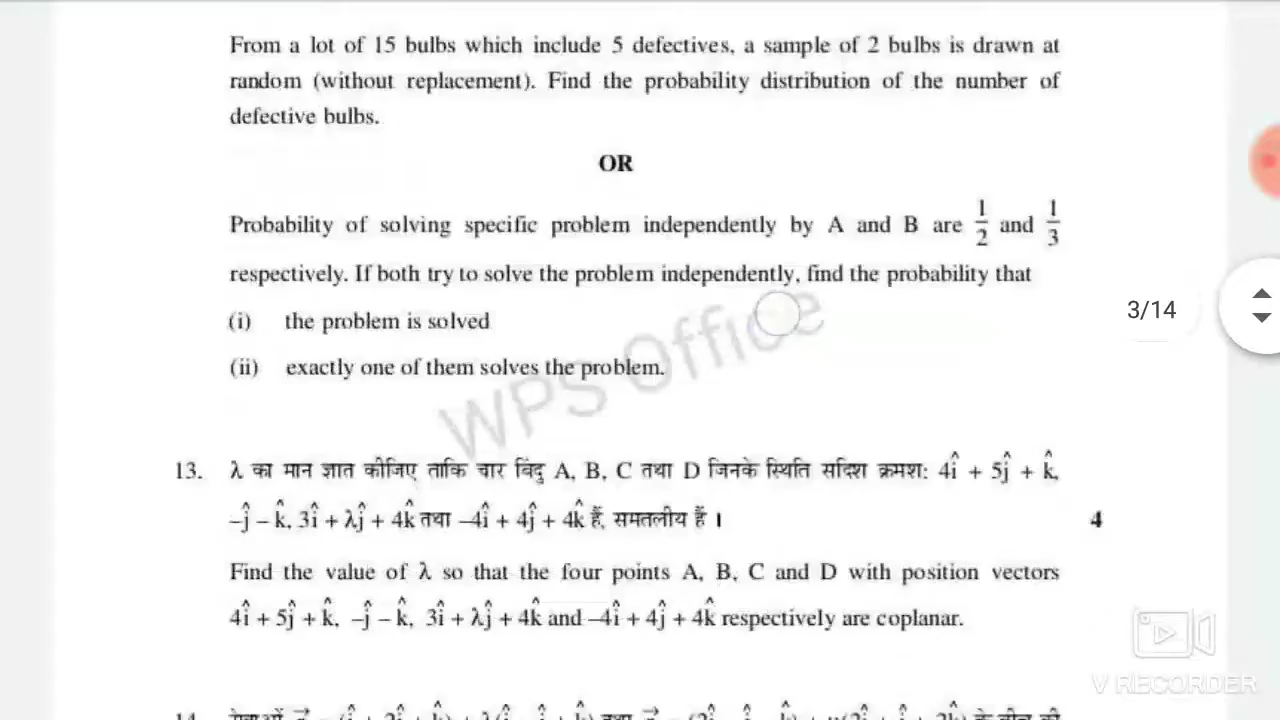 From a lot of 15 bulbs which include 5 defectives, a sample of 2 bulbs is drawn at
random (without replacement). Find the probability distribution of the number of
defective bulbs.
OR
Probability of solving specific problem independently by A and B are 1/2 and 1/3
respectively. If both try to solve the problem independently, find the probability that
(i) the problem is solved
(ii) exactly one of them solves the problem.
3/14
WPS Office
13. λ का मान ज्ञात कीजिए ताकि चार बिंदु A, B, C तथा D जिनके स्थिति सदिश क्रमश: 4î + 5ĵ + k̂,
–ĵ – k̂, 3î + λĵ + 4k̂ तथा –4î + 4ĵ + 4k̂ हैं, समतलीय हैं । 4
Find the value of λ so that the four points A, B, C and D with position vectors
4î + 5ĵ + k̂, –ĵ – k̂, 3î + λĵ + 4k̂ and –4î + 4ĵ + 4k̂ respectively are coplanar.
V RECORDER